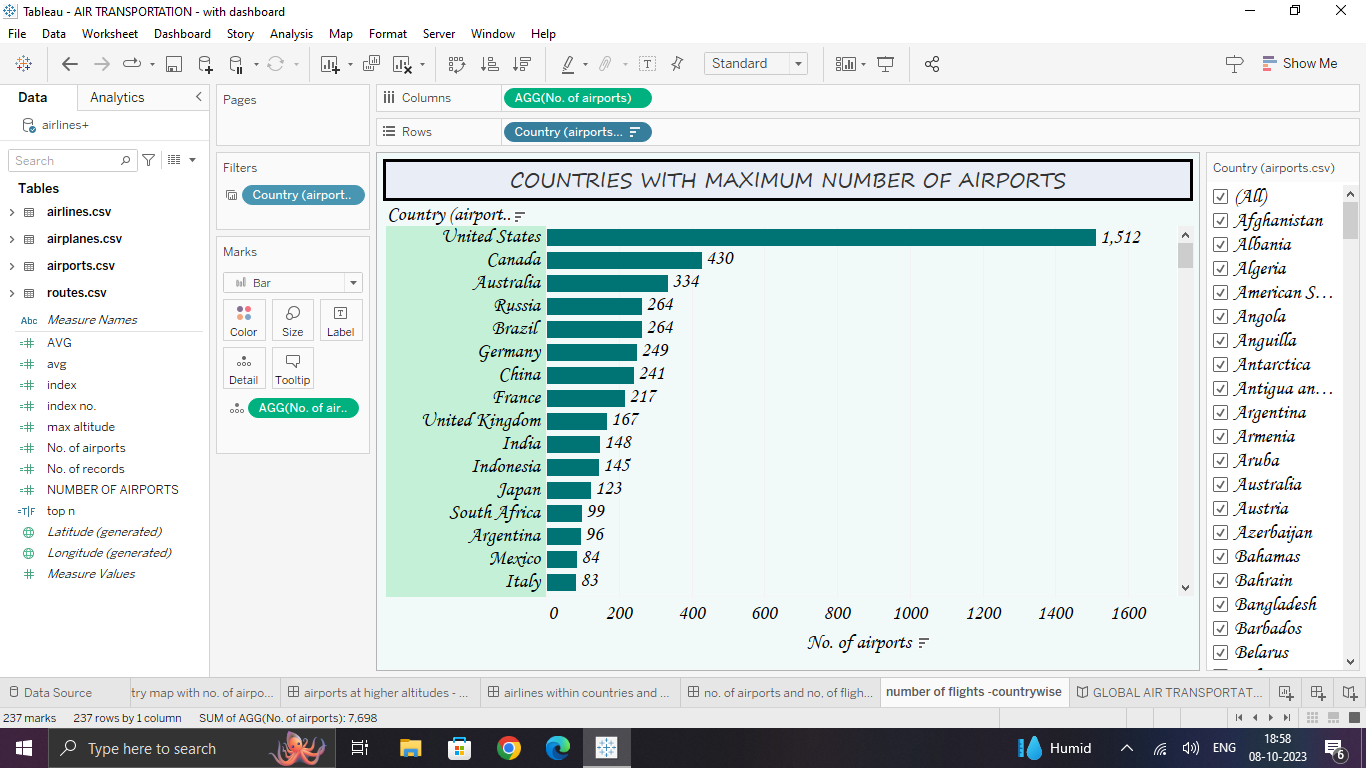 Tableau - AIR TRANSPORTATION - with dashboard
File Data Worksheet Dashboard Story Analysis Map Format Server Window Help
Standard
Show Me
Data Analytics
airlines+
Search
Tables
airlines.csv
airplanes.csv
airports.csv
routes.csv
Abc Measure Names
AVG
avg
index
index no.
max altitude
No. of airports
No. of records
NUMBER OF AIRPORTS
top n
Latitude (generated)
Longitude (generated)
Measure Values
Pages
Filters
Country (airport..
Marks
Bar
Color Size Label
Detail Tooltip
AGG(No. of air..
Columns AGG(No. of airports)
Rows Country (airports...
COUNTRIES WITH MAXIMUM NUMBER OF AIRPORTS
Country (airport..
United States 1,512
Canada 430
Australia 334
Russia 264
Brazil 264
Germany 249
China 241
France 217
United Kingdom 167
India 148
Indonesia 145
Japan 123
South Africa 99
Argentina 96
Mexico 84
Italy 83
0 200 400 600 800 1000 1200 1400 1600
No. of airports
Country (airports.csv)
(All)
Afghanistan
Albania
Algeria
American S...
Angola
Anguilla
Antarctica
Antigua an...
Argentina
Armenia
Aruba
Australia
Austria
Azerbaijan
Bahamas
Bahrain
Bangladesh
Barbados
Belarus
Data Source try map with no. of airpo... airports at higher altitudes - ... airlines within countries and ... no. of airports and no, of fligh... number of flights -countrywise GLOBAL AIR TRANSPORTAT...
237 marks 237 rows by 1 column SUM of AGG(No. of airports): 7,698
Type here to search
Humid
ENG
18:58
08-10-2023
6